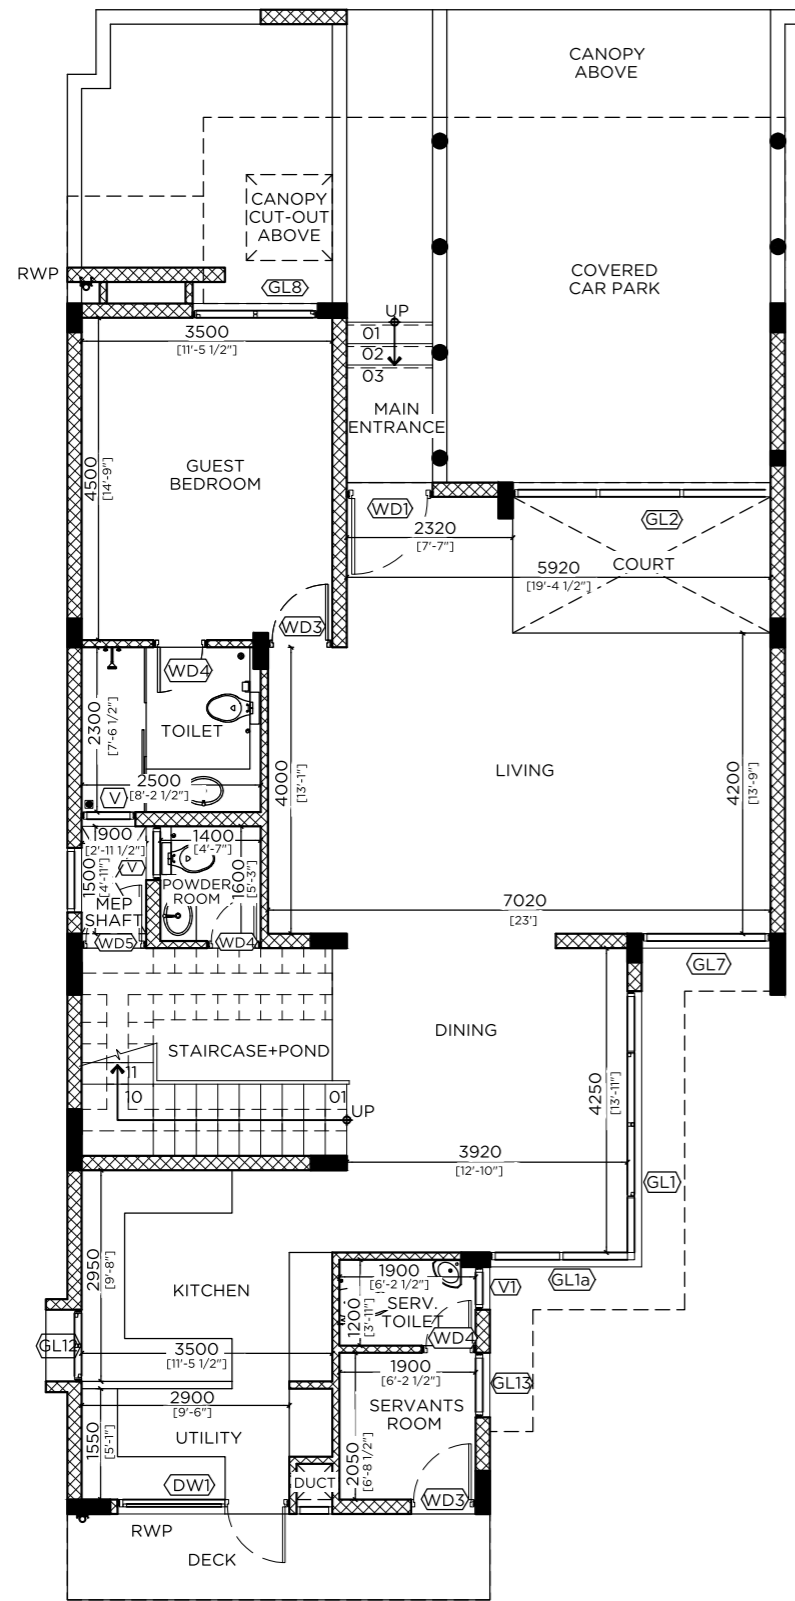 CANOPY
ABOVE
CANOPY
CUT-OUT
ABOVE
RWP
GL8
COVERED
CAR PARK
UP
3500
[11'-5 1/2"]
01
02
03
MAIN
ENTRANCE
4500
[14'-9"]
GUEST
BEDROOM
WD1
GL2
2320
[7'-7"]
COURT
5920
[19'-4 1/2"]
WD3
WD4
2300
[7'-6 1/2"]
TOILET
LIVING
4000
[13'-1"]
4200
[13'-9"]
2500
[8'-2 1/2"]
V
1900
[2'-11 1/2"]
1400
[4'-7"]
V
1500
[4'-11"]
1600
[5'-3"]
POWDER
ROOM
MEP
SHAFT
7020
[23']
WD5
WD4
GL7
DINING
STAIRCASE+POND
11
10
01
UP
4250
[13'-11"]
3920
[12'-10"]
GL1
2950
[9'-8"]
KITCHEN
1900
[6'-2 1/2"]
GL1a
V1
1200
[3'-11"]
SERV.
TOILET
WD4
GL12
3500
[11'-5 1/2"]
1900
[6'-2 1/2"]
GL13
2900
[9'-6"]
SERVANTS
ROOM
1550
[5'-1"]
UTILITY
2050
[6'-8 1/2"]
DW1
DUCT
WD3
RWP
DECK